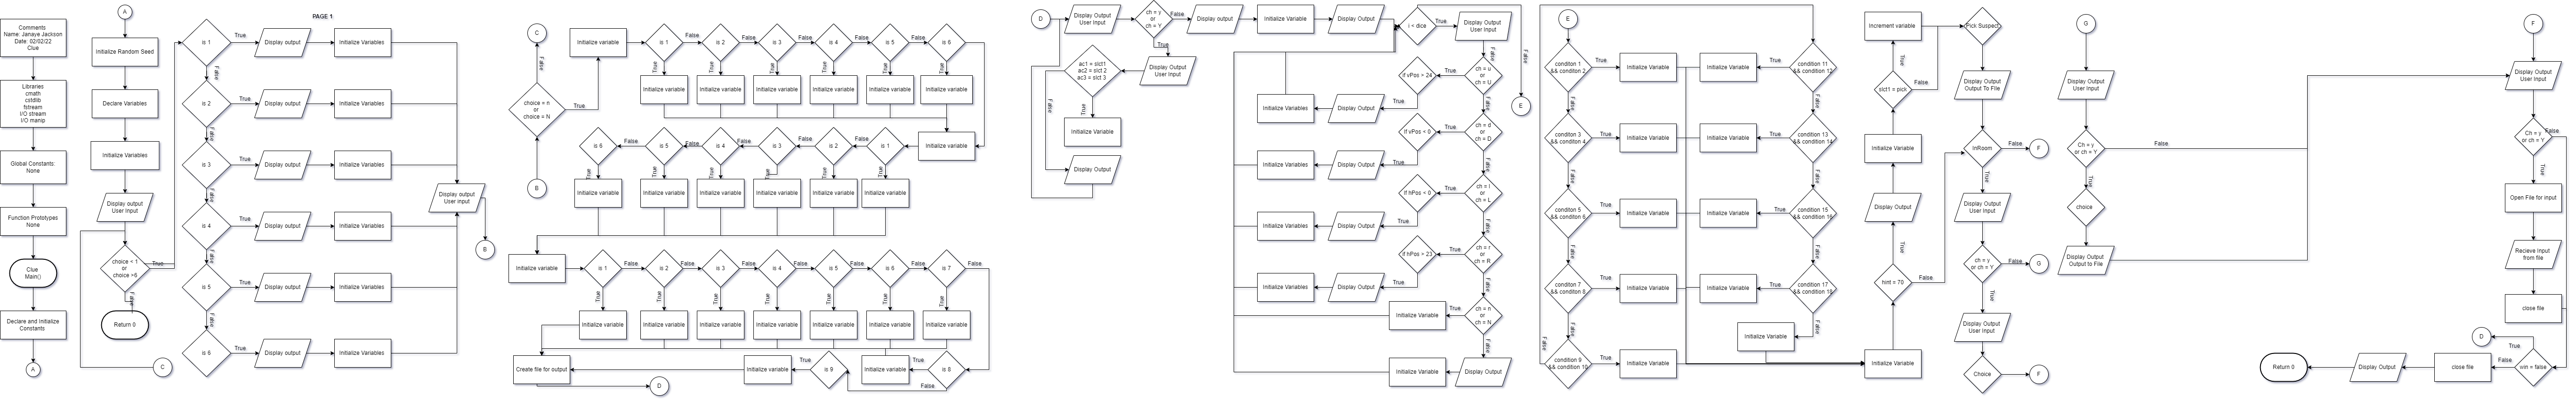 PAGE 1
Comments
Name: Janaye Jackson
Date: 02/02/22
Clue
Libraries
cmath
cstdlib
fstream
I/O stream
I/O manip
Global Constants:
None
Function Prototypes
None
Clue
Main()
Declare and Initialize
Constants
A
A
Initialize Random Seed
Declare Variables
Initialize Variables
Display output
User Input
choice < 1
or
choice >6
True.
False
Return 0
C
is 1
True.
Display output
Initialize Variables
False
is 2
True.
Display output
Initialize Variables
False
is 3
True.
Display output
Initialize Variables
False
is 4
True.
Display output
Initialize Variables
False
is 5
True.
Display output
Initialize Variables
False
is 6
True.
Display output
Initialize Variables
Display output
User input
B
C
False
choice = n
or
choice = N
True.
B
Initialize variable
is 1
False.
is 2
False.
is 3
False.
is 4
False.
is 5
False.
is 6
True
True
True
True
True
True
Initialize variable
Initialize variable
Initialize variable
Initialize variable
Initialize variable
Initialize variable
is 6
False.
is 5
False.
is 4
False.
is 3
False.
is 2
False.
is 1
Initialize variable
True
True
True
True
True
True
Initialize variable
Initialize variable
Initialize variable
Initialize variable
Initialize variable
Initialize variable
Initialize variable
is 1
False.
is 2
False.
is 3
False.
is 4
False.
is 5
False.
is 6
False.
is 7
False.
True
True
True
True
True
True
True
Initialize variable
Initialize variable
Initialize variable
Initialize variable
Initialize variable
Initialize variable
Initialize variable
Create file for output
Initialize variable
True.
is 9
Initialize variable
True.
is 8
False.
D
D
Display Output
User Input
ch = y
or
ch = Y
False.
Display output
Initialize Variable
Display Output
i < dice
True.
Display Output
User Input
False
E
True
Display Output
User Input
ac1 = slct1
ac2 = slct 2
ac3 = slct 3
False
True
Initialize Variable
Display Output
False
ch = u
or
ch = U
True.
if vPos > 24
Display Output
Initialize Variables
False
ch = d
or
ch = D
True.
If vPos < 0
Display Output
Initialize Variables
False
ch = l
or
ch = L
True.
If hPos < 0
Display Output
Initialize Variables
False
ch = r
or
ch = R
True.
if hPos > 23
Display Output
Initialize Variables
False
ch = n
or
ch = N
True.
Initialize Variable
False
Display Output
Initialize Variable
E
conditon 1
&& conditon 2
True.
Initialize Variable
False
conditon 3
&& conditon 4
True.
Initialize Variable
False
conditon 5
&& conditon 6
True.
Initialize Variable
False
conditon 7
&& conditon 8
True.
Initialize Variable
False
False
condition 9
&& condition 10
True.
Initialize Variable
Initialize Variable
True.
conditon 11
&& conditon 12
False
Initialize Variable
True.
conditon 13
&& conditon 14
False
Initialize Variable
True.
conditon 15
&& conditon 16
False
Initialize Variable
True.
conditon 17
&& conditon 18
False
Initialize Variable
Increment variable
True
slct1 = pick
False.
Initialize Variable
Display Output
True
hint = 70
False.
Initialize Variable
Pick Suspect
Display Output
Output To File
InRoom
False.
F
True
Display Output
User Input
ch = y
or ch = Y
False.
G
True
Display Output
User Input
Choice
F
G
Display Output
User Input
Ch = y
or ch = Y
False.
True
choice
Display Output
Output to File
F
Display Output
User Input
Ch = y
or ch = Y
False.
True
Open File for input
Recieve Input
from file
close file
D
True.
win = false
False.
close file
Display Output
Return 0